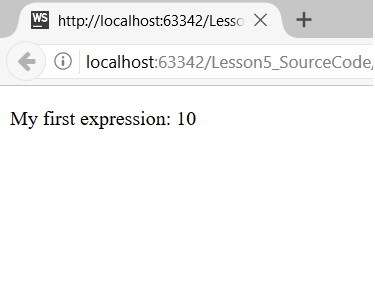 WS http://localhost:63342/Lesso
localhost:63342/Lesson5_SourceCode/
My first expression: 10